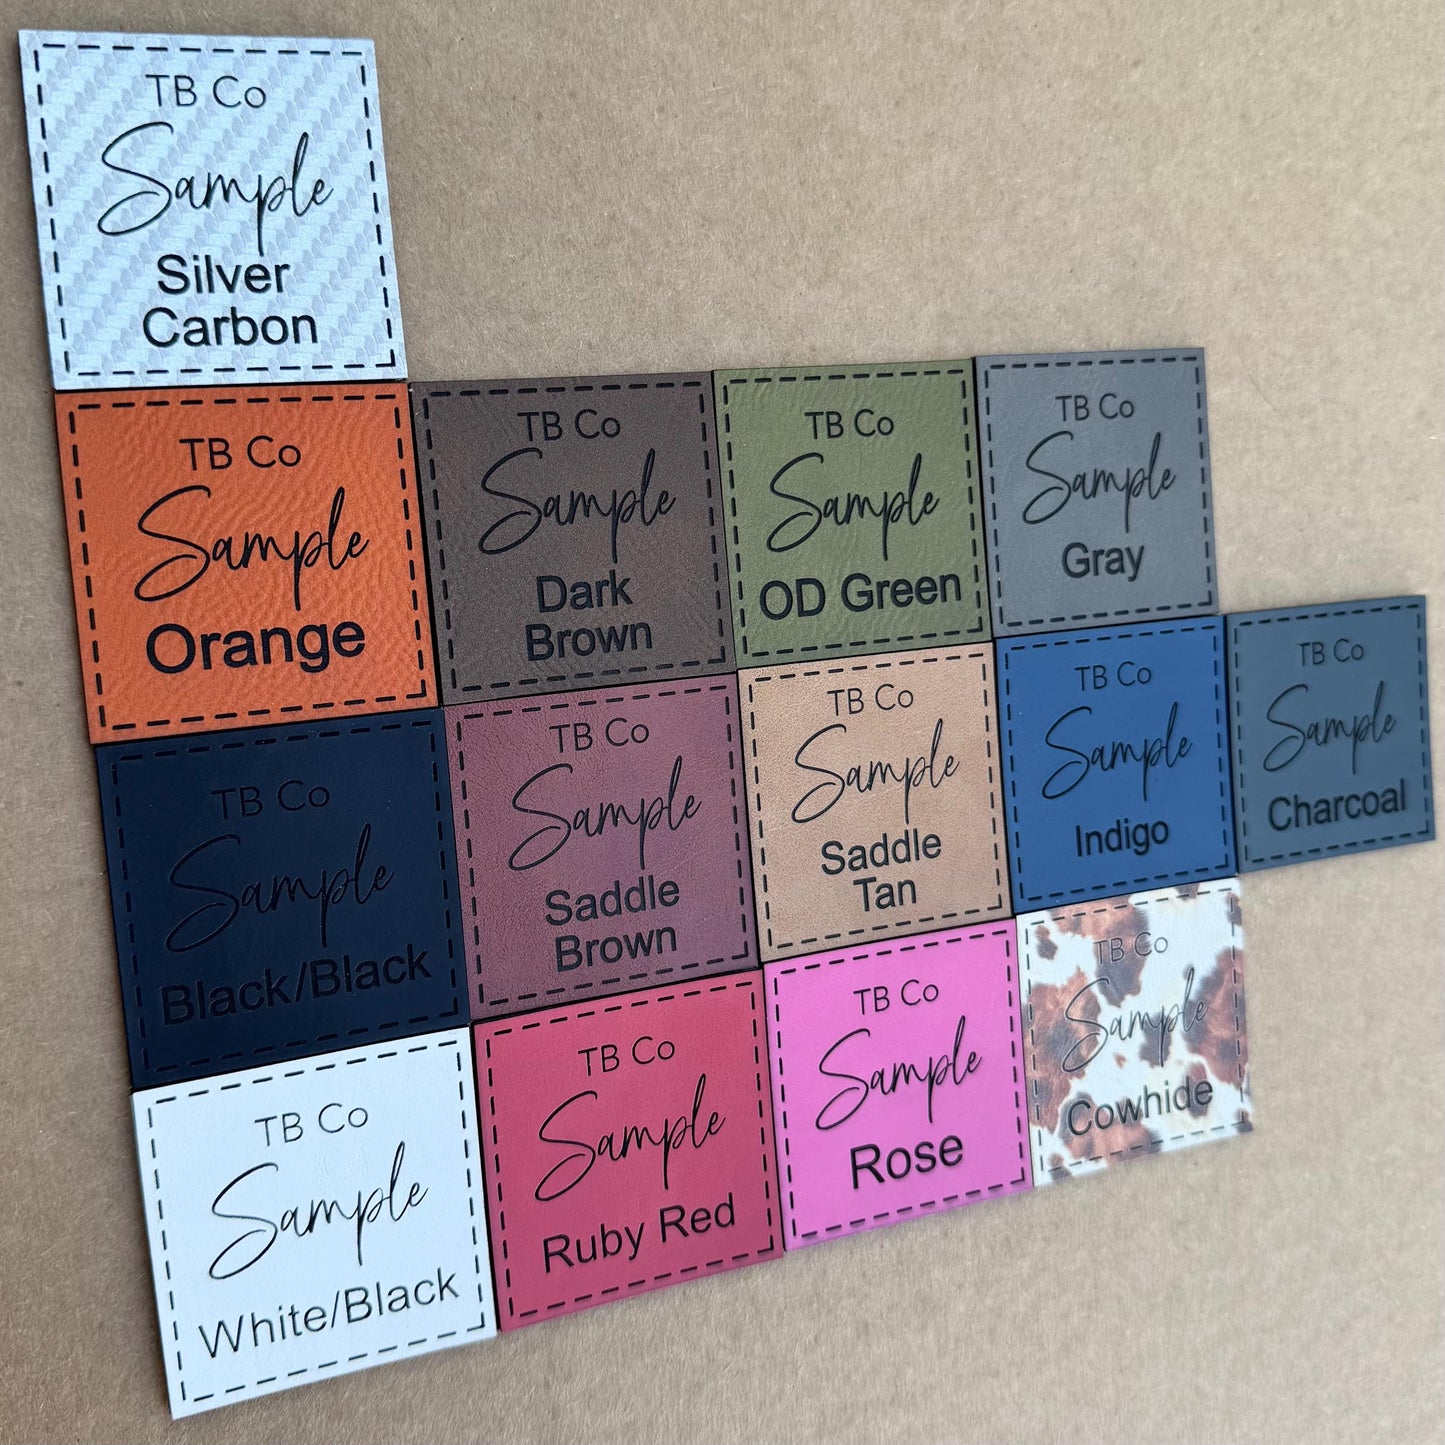 TB Co
Sample
Silver
Carbon
TB Co
Sample
Orange
TB Co
Sample
Dark
Brown
TB Co
Sample
OD Green
TB Co
Sample
Gray
TB Co
Sample
Black/Black
TB Co
Sample
Saddle
Brown
TB Co
Sample
Saddle
Tan
TB Co
Sample
Indigo
TB Co
Sample
Charcoal
TB Co
Sample
White/Black
TB Co
Sample
Ruby Red
TB Co
Sample
Rose
TB Co
Sample
Cowhide